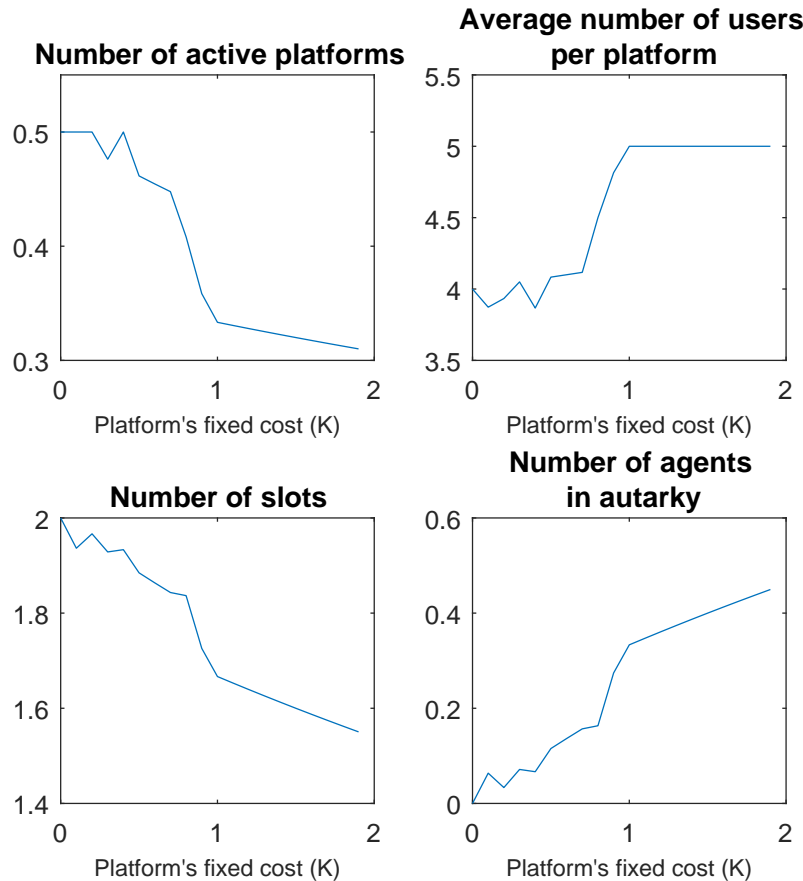 Number of active platforms
0.5
0.4
0.3
0
1
2
Platform's fixed cost (K)
Average number of users
per platform
5.5
5
4.5
4
3.5
0
1
2
Platform's fixed cost (K)
Number of slots
2
1.8
1.6
1.4
0
1
2
Platform's fixed cost (K)
Number of agents
in autarky
0.6
0.4
0.2
0
0
1
2
Platform's fixed cost (K)